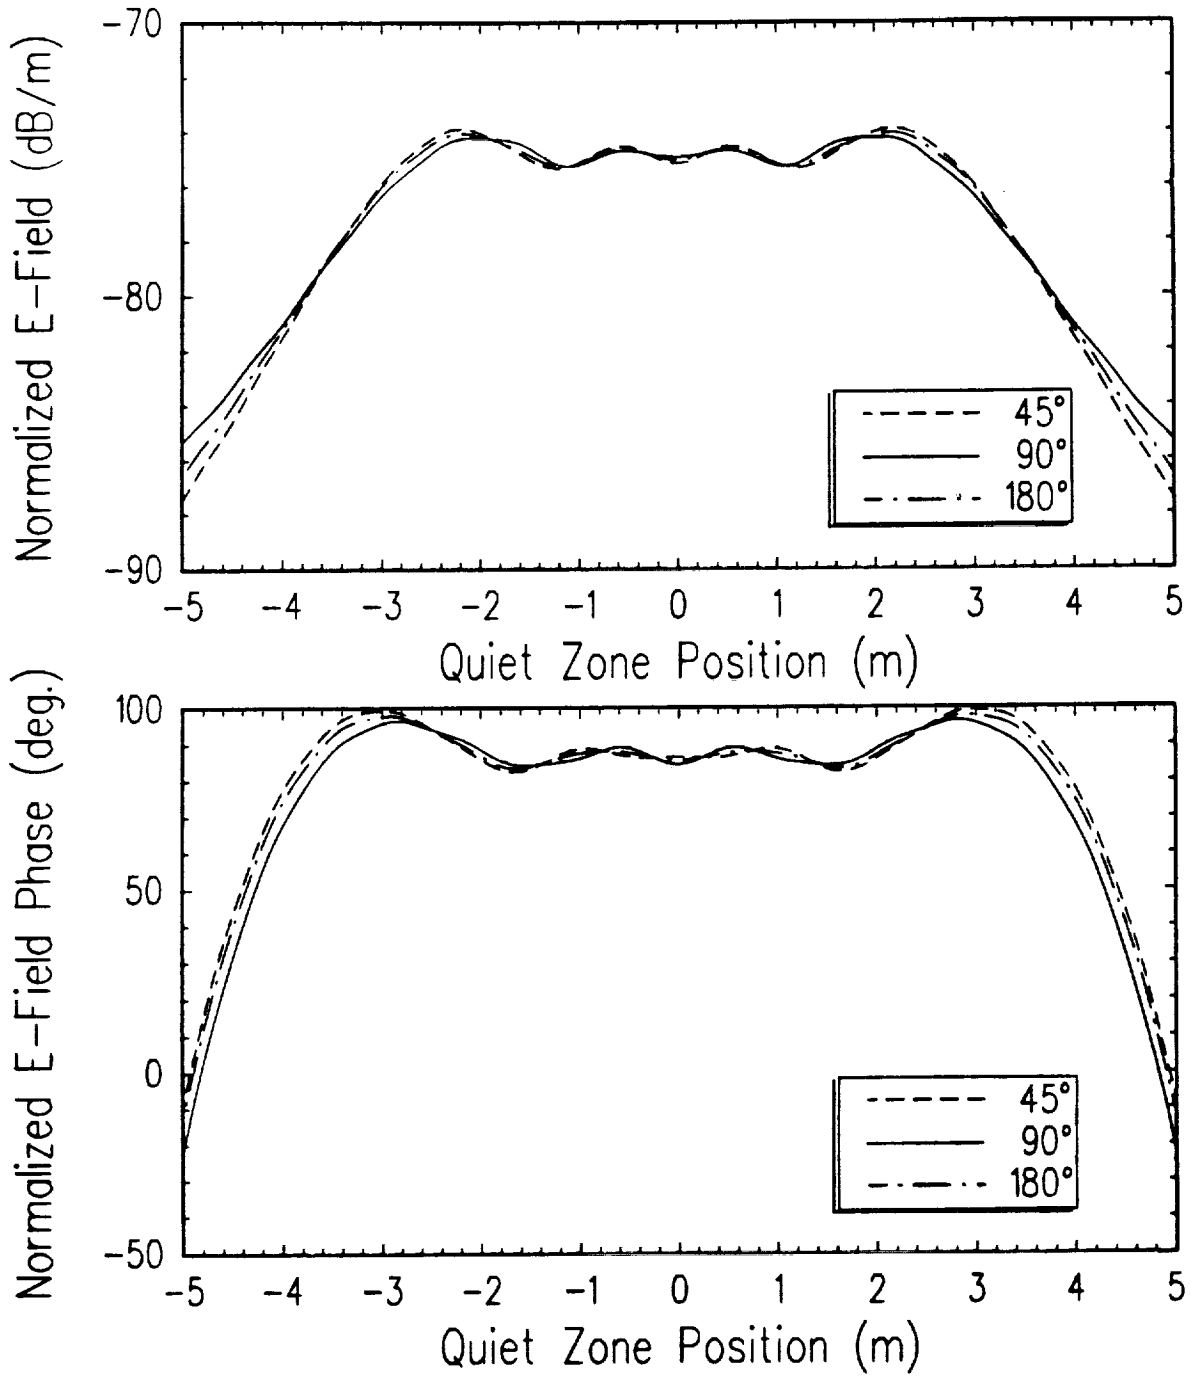 Normalized E-Field (dB/m)
-70
-80
-90
45°
90°
180°
-5 -4 -3 -2 -1 0 1 2 3 4 5
Quiet Zone Position (m)
Normalized E-Field Phase (deg.)
100
50
0
-50
45°
90°
180°
-5 -4 -3 -2 -1 0 1 2 3 4 5
Quiet Zone Position (m)